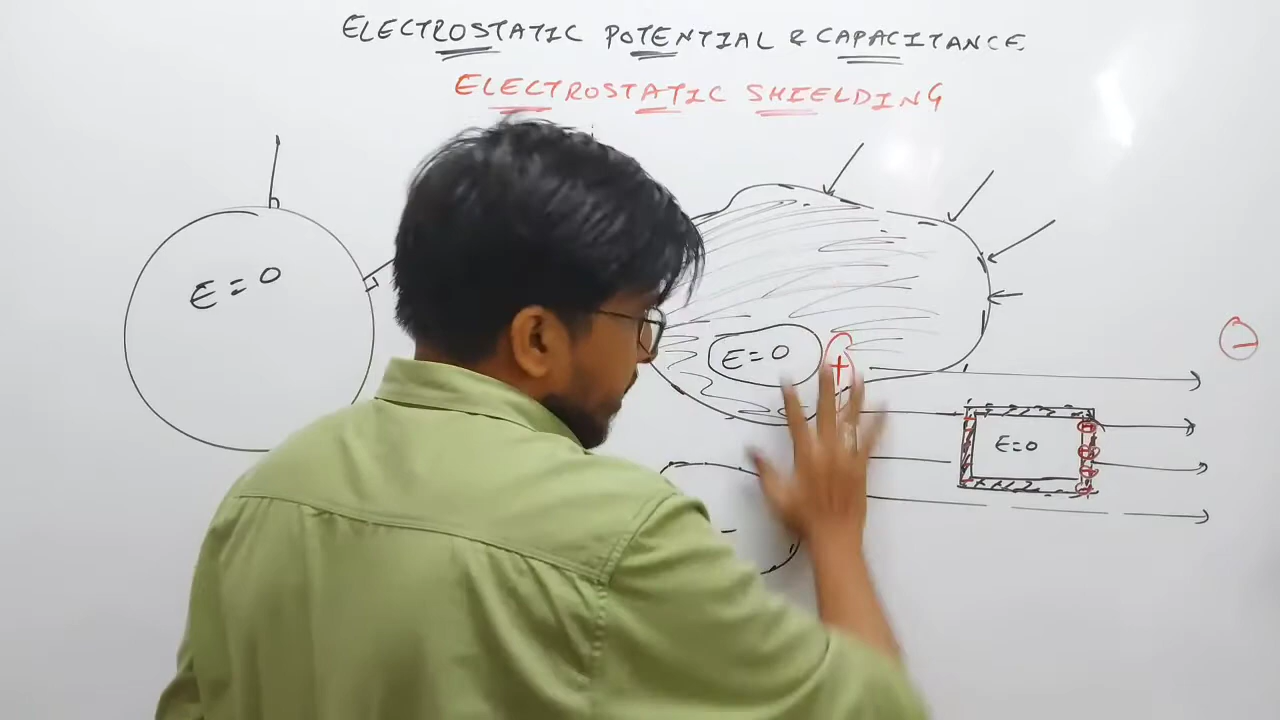 ELECTROSTATIC POTENTIAL & CAPACITANCE
ELECTROSTATIC SHIELDING
E = 0
E = 0
+
-
E = 0